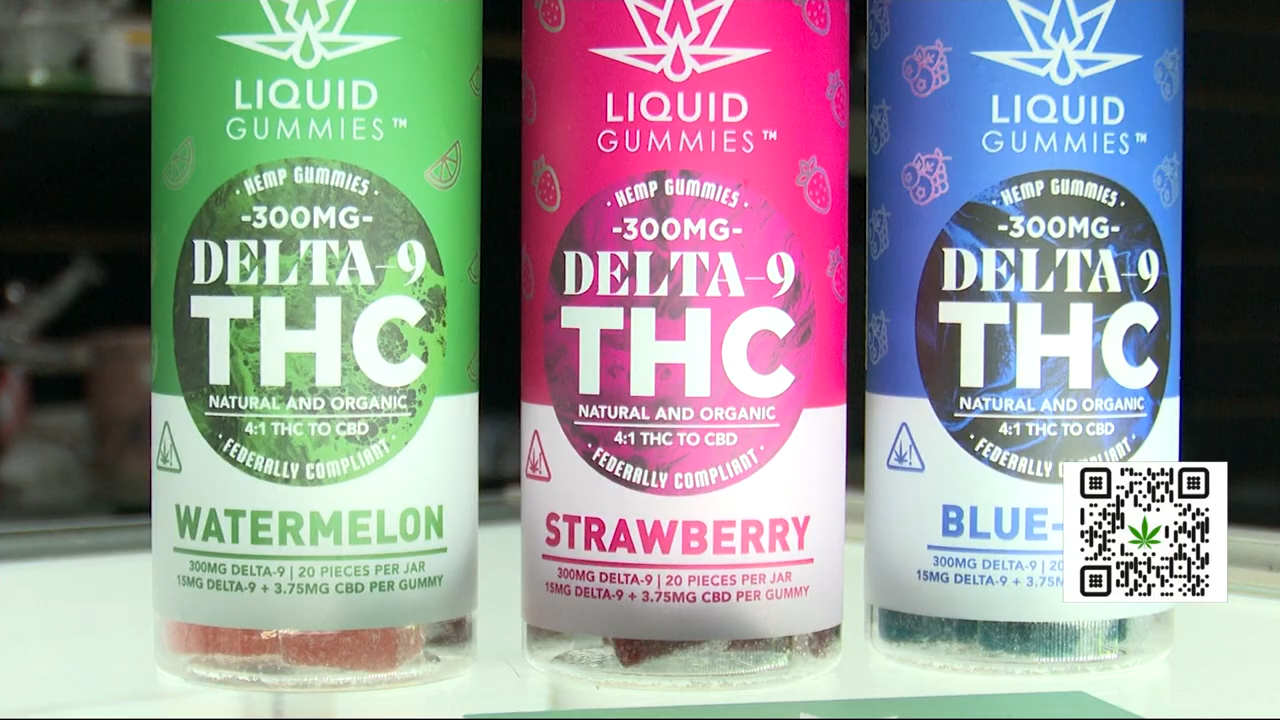 LIQUID
GUMMIES™
· HEMP GUMMIES ·
-300MG-
DELTA-9
THC
NATURAL AND ORGANIC
4:1 THC TO CBD
· FEDERALLY COMPLIANT ·
WATERMELON
300MG DELTA-9 | 20 PIECES PER JAR
15MG DELTA-9 + 3.75MG CBD PER GUMMY
LIQUID
GUMMIES™
· HEMP GUMMIES ·
-300MG-
DELTA-9
THC
NATURAL AND ORGANIC
4:1 THC TO CBD
· FEDERALLY COMPLIANT ·
STRAWBERRY
300MG DELTA-9 | 20 PIECES PER JAR
15MG DELTA-9 + 3.75MG CBD PER GUMMY
LIQUID
GUMMIES™
· HEMP GUMMIES ·
-300MG-
DELTA-9
THC
NATURAL AND ORGANIC
4:1 THC TO CBD
· FEDERALLY
BLUE-
300MG DELTA-9 | 20
15MG DELTA-9 +